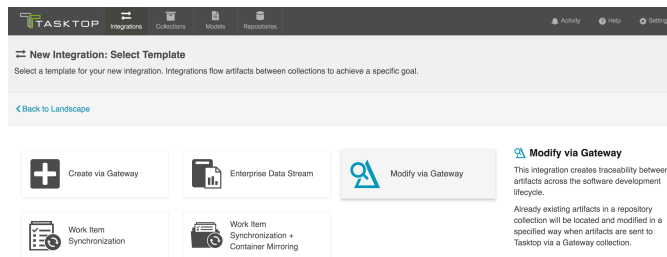 TASKTOP
Integrations
Collections
Models
Repositories
Activity
Help
Setting
New Integration: Select Template
Select a template for your new integration. Integrations flow artifacts between collections to achieve a specific goal.
Back to Landscape
Create via Gateway
Enterprise Data Stream
Modify via Gateway
Work Item
Synchronization
Work Item
Synchronization +
Container Mirroring
Modify via Gateway
This integration creates traceability between
artifacts across the software development
lifecycle.
Already existing artifacts in a repository
collection will be located and modified in a
specified way when artifacts are sent to
Tasktop via a Gateway collection.